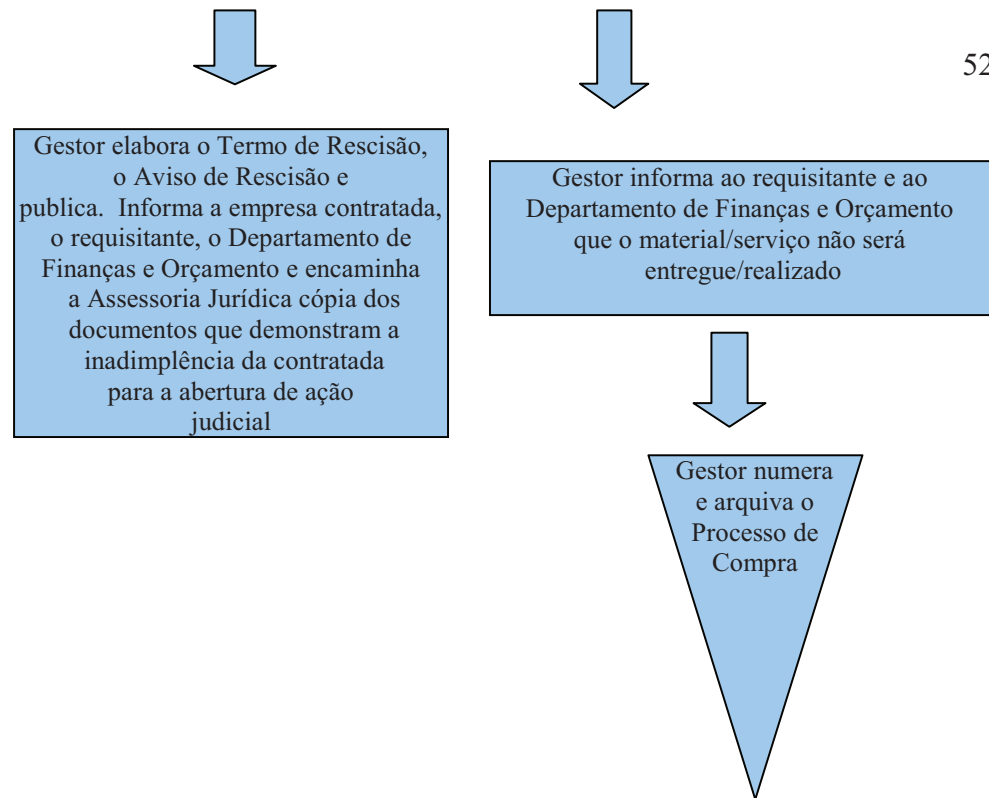 52
Gestor elabora o Termo de Rescisão,
o Aviso de Rescisão e
publica. Informa a empresa contratada,
o requisitante, o Departamento de
Finanças e Orçamento e encaminha
a Assessoria Jurídica cópia dos
documentos que demonstram a
inadimplência da contratada
para a abertura de ação
judicial
Gestor informa ao requisitante e ao
Departamento de Finanças e Orçamento
que o material/serviço não será
entregue/realizado
Gestor numera
e arquiva o
Processo de
Compra